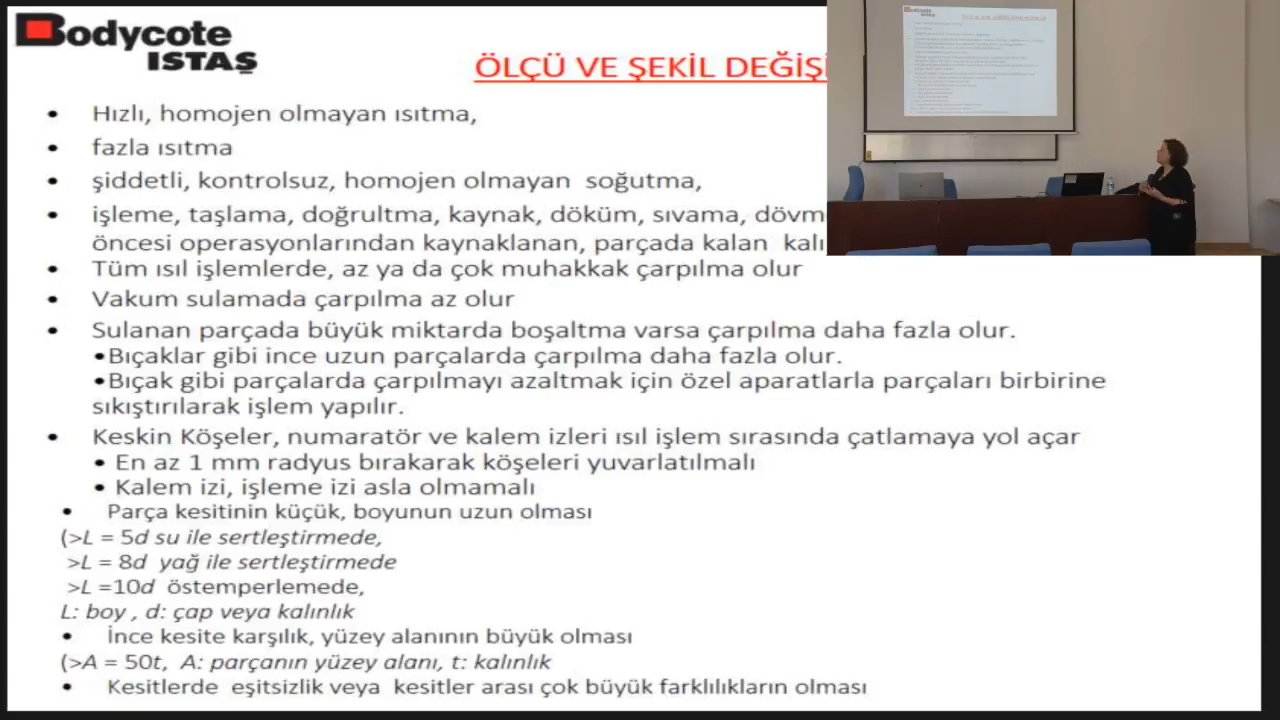 Bodycote
ISTAŞ
ÖLÇÜ VE ŞEKİL
Hızlı, homojen olmayan ısıtma,
fazla ısıtma
şiddetli, kontrolsuz, homojen olmayan soğutma,
işleme, taşlama, doğrultma, kaynak, döküm, sıvama,
öncesi operasyonlarından kaynaklanan, parçada kalan
Tüm ısıl işlemlerde, az ya da çok muhakkak çarpılma olur
Vakum sulamada çarpılma az olur
Sulanan parçada büyük miktarda boşaltma varsa çarpılma daha fazla olur.
•Bıçaklar gibi ince uzun parçalarda çarpılma daha fazla olur.
•Bıçak gibi parçalarda çarpılmayı azaltmak için özel aparatlarla parçaları birbirine
sıkıştırılarak işlem yapılır.
Keskin Köşeler, numaratör ve kalem izleri ısıl işlem sırasında çatlamaya yol açar
• En az 1 mm radyus bırakarak köşeleri yuvarlatılmalı
• Kalem izi, işleme izi asla olmamalı
• Parça kesitinin küçük, boyunun uzun olması
(>L = 5d su ile sertleştirmede,
>L = 8d yağ ile sertleştirmede
>L =10d östemperlemede,
L: boy , d: çap veya kalınlık
• İnce kesite karşılık, yüzey alanının büyük olması
(>A = 50t, A: parçanın yüzey alanı, t: kalınlık
• Kesitlerde eşitsizlik veya kesitler arası çok büyük farklılıkların olması